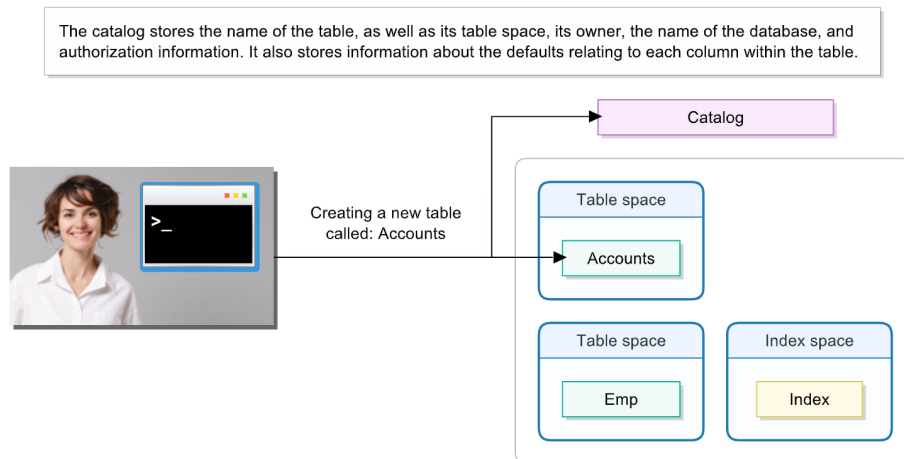 The catalog stores the name of the table, as well as its table space, its owner, the name of the database, and
authorization information. It also stores information about the defaults relating to each column within the table.
Catalog
>_
Creating a new table
called: Accounts
Table space
Accounts
Table space
Index space
Emp
Index